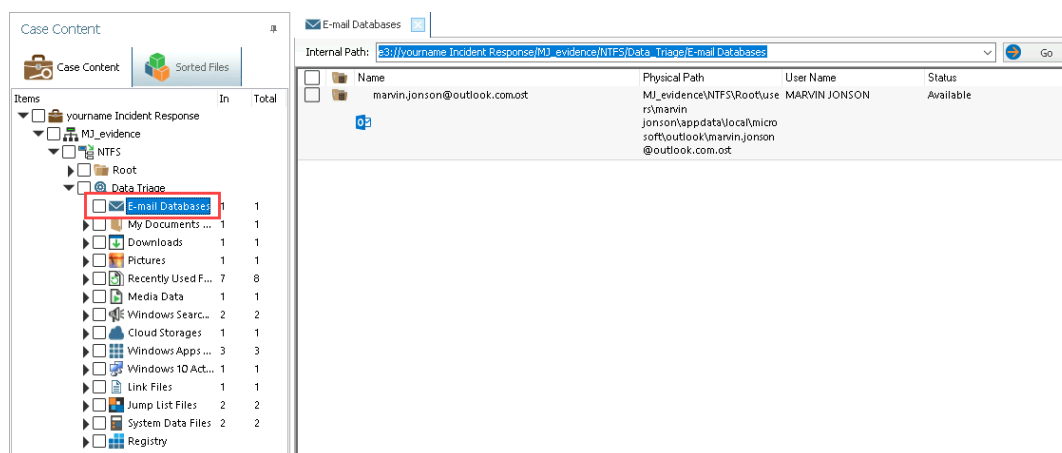 Case Content
Case Content
Sorted Files
Items In Total
yourname Incident Response
MJ_evidence
NTFS
Root
Data Triage
E-mail Databases 1 1
My Documents ... 1 1
Downloads 1 1
Pictures 1 1
Recently Used F... 7 8
Media Data 1 1
Windows Searc... 2 2
Cloud Storages 1 1
Windows Apps ... 3 3
Windows 10 Act... 1 1
Link Files 1 1
Jump List Files 2 2
System Data Files 2 2
Registry
E-mail Databases
Internal Path: e3://yourname Incident Response/MJ_evidence/NTFS/Data_Triage/E-mail Databases Go
Name Physical Path User Name Status
marvin.jonson@outlook.com.ost MJ_evidence\NTFS\Root\use MARVIN JONSON Available
rs\marvin
jonson\appdata\local\micro
soft\outlook\marvin.jonson
@outlook.com.ost